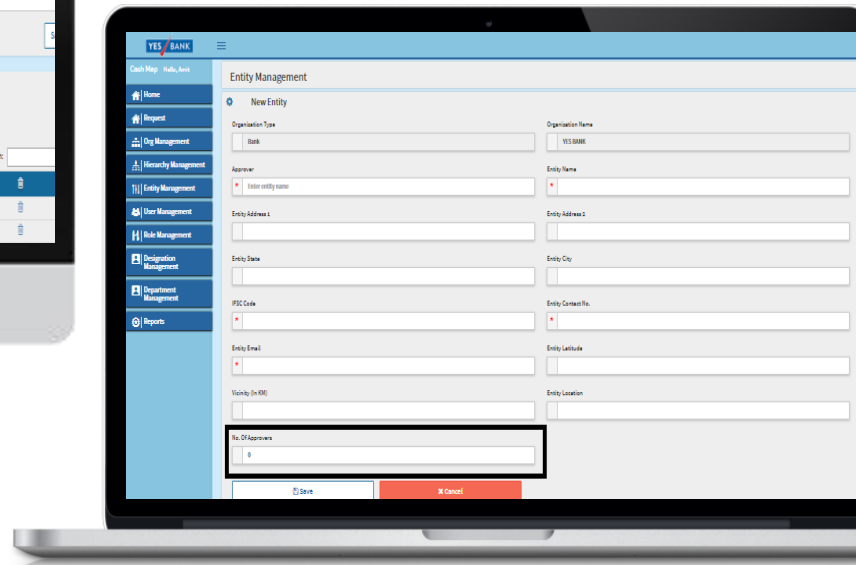 YES BANK
Cash Mep Hello, Amit
Home
Request
Org Management
Hierarchy Management
Entity Management
User Management
Role Management
Designation
Management
Department
Management
Reports
Entity Management
New Entity
Organization Type
Organization Name
Bank
YES BANK
Approver
Entity Name
* Enter entity name
*
Entity Address 1
Entity Address 2
Entity State
Entity City
IFSC Code
Entity Contact No.
*
*
Entity Email
Entity Latitude
*
Vicinity (In KM)
Entity Location
No. Of Approvers
0
Save
Cancel